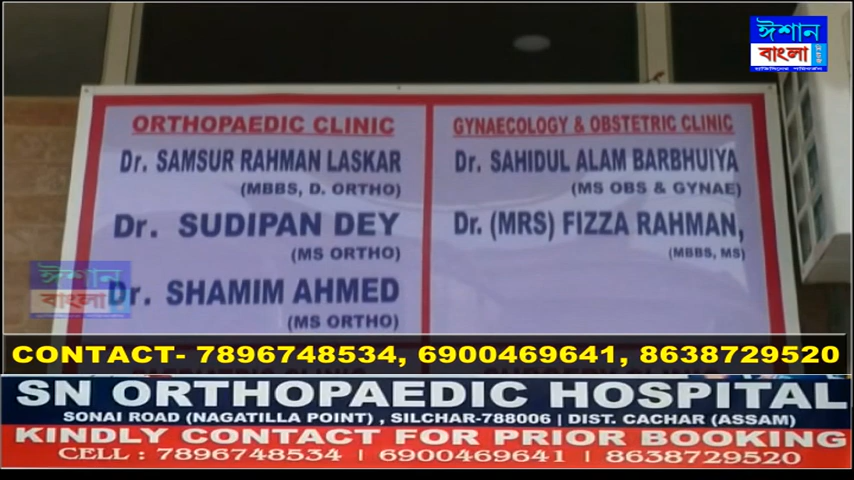 ঈশান
বাংলা
ORTHOPAEDIC CLINIC
Dr. SAMSUR RAHMAN LASKAR
(MBBS, D. ORTHO)
Dr. SUDIPAN DEY
(MS ORTHO)
Dr. SHAMIM AHMED
(MS ORTHO)
GYNAECOLOGY & OBSTETRIC CLINIC
Dr. SAHIDUL ALAM BARBHUIYA
(MS OBS & GYNAE)
Dr. (MRS) FIZZA RAHMAN,
(MBBS, MS)
ঈশান
বাংলা
CONTACT- 7896748534, 6900469641, 8638729520
SN ORTHOPAEDIC HOSPITAL
SONAI ROAD (NAGATILLA POINT) , SILCHAR-788006 | DIST. CACHAR (ASSAM)
KINDLY CONTACT FOR PRIOR BOOKING
CELL : 7896748534 | 6900469641 | 8638729520